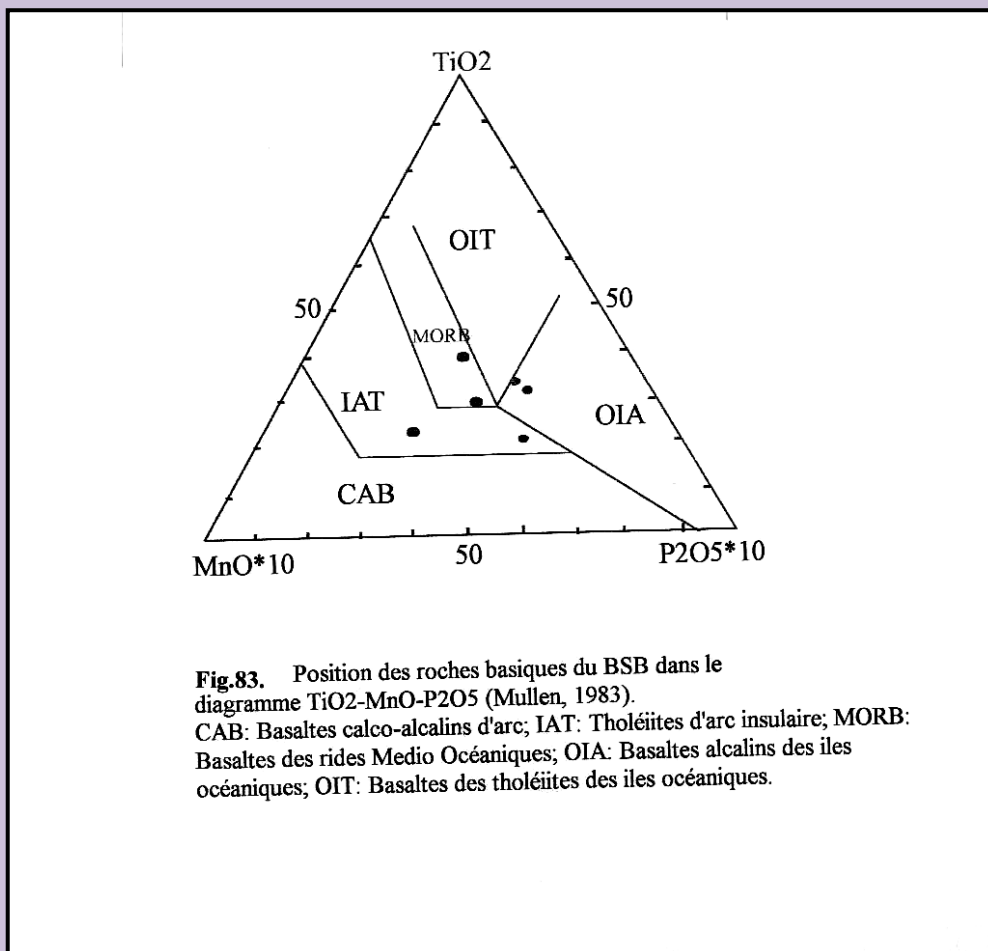 TiO2
OIT
50
50
MORB
IAT
OIA
CAB
MnO*10
50
P2O5*10
Fig.83. Position des roches basiques du BSB dans le
diagramme TiO2-MnO-P2O5 (Mullen, 1983).
CAB: Basaltes calco-alcalins d'arc; IAT: Tholéiites d'arc insulaire; MORB:
Basaltes des rides Medio Océaniques; OIA: Basaltes alcalins des iles
océaniques; OIT: Basaltes des tholéiites des iles océaniques.